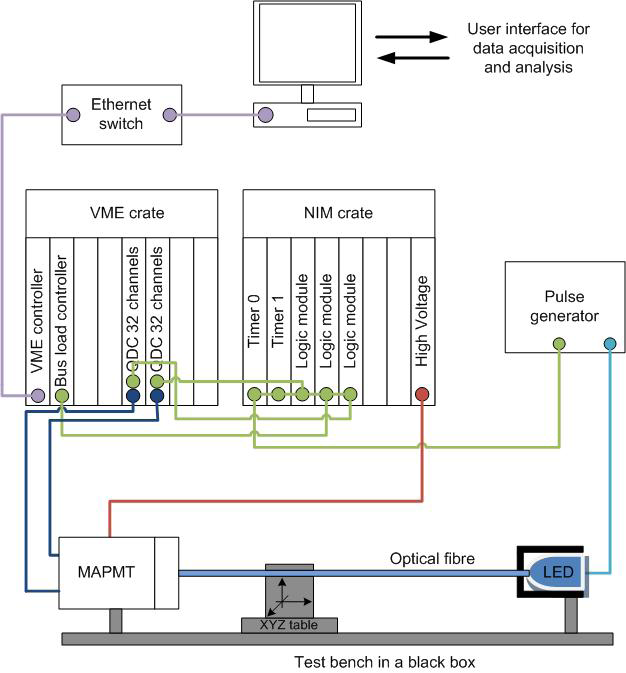 User interface for
data acquisition
and analysis
Ethernet
switch
VME crate
NIM crate
VME controller
Bus load controller
QDC 32 channels
QDC 32 channels
Timer 0
Timer 1
Logic module
Logic module
Logic module
High Voltage
Pulse
generator
MAPMT
Optical fibre
LED
XYZ table
Test bench in a black box